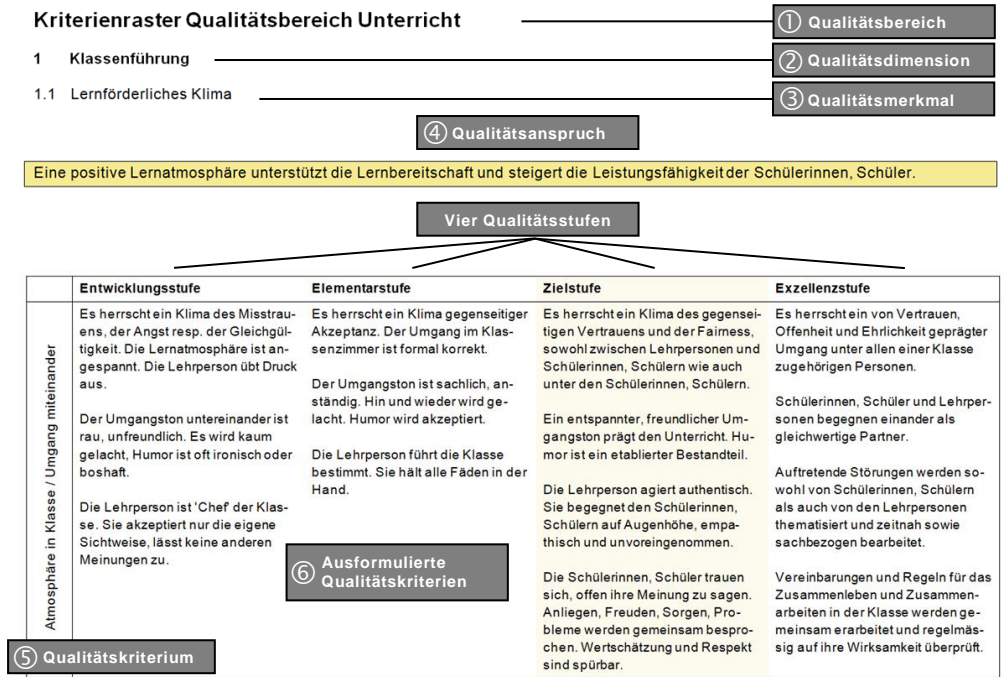 Kriterienraster Qualitätsbereich Unterricht
① Qualitätsbereich
1 Klassenführung
② Qualitätsdimension
1.1 Lernförderliches Klima
③ Qualitätsmerkmal
④ Qualitätsanspruch
Eine positive Lernatmosphäre unterstützt die Lernbereitschaft und steigert die Leistungsfähigkeit der Schülerinnen, Schüler.
Vier Qualitätsstufen
Atmosphäre in Klasse / Umgang miteinander
Entwicklungsstufe
Es herrscht ein Klima des Misstrau-
ens, der Angst resp. der Gleichgül-
tigkeit. Die Lernatmosphäre ist an-
gespannt. Die Lehrperson übt Druck
aus.
Der Umgangston untereinander ist
rau, unfreundlich. Es wird kaum
gelacht, Humor ist oft ironisch oder
boshaft.
Die Lehrperson ist 'Chef' der Klas-
se. Sie akzeptiert nur die eigene
Sichtweise, lässt keine anderen
Meinungen zu.
Elementarstufe
Es herrscht ein Klima gegenseitiger
Akzeptanz. Der Umgang im Klas-
senzimmer ist formal korrekt.
Der Umgangston ist sachlich, an-
ständig. Hin und wieder wird ge-
lacht. Humor wird akzeptiert.
Die Lehrperson führt die Klasse
bestimmt. Sie hält alle Fäden in der
Hand.
Zielstufe
Es herrscht ein Klima des gegensei-
tigen Vertrauens und der Fairness,
sowohl zwischen Lehrpersonen und
Schülerinnen, Schülern wie auch
unter den Schülerinnen, Schülern.
Ein entspannter, freundlicher Um-
gangston prägt den Unterricht. Hu-
mor ist ein etablierter Bestandteil.
Die Lehrperson agiert authentisch.
Sie begegnet den Schülerinnen,
Schülern auf Augenhöhe, empa-
thisch und unvoreingenommen.
Die Schülerinnen, Schüler trauen
sich, offen ihre Meinung zu sagen.
Anliegen, Freuden, Sorgen, Pro-
bleme werden gemeinsam bespro-
chen. Wertschätzung und Respekt
sind spürbar.
Exzellenzstufe
Es herrscht ein von Vertrauen,
Offenheit und Ehrlichkeit geprägter
Umgang unter allen einer Klasse
zugehörigen Personen.
Schülerinnen, Schüler und Lehrper-
sonen begegnen einander als
gleichwertige Partner.
Auftretende Störungen werden so-
wohl von Schülerinnen, Schülern
als auch von den Lehrpersonen
thematisiert und zeitnah sowie
sachbezogen bearbeitet.
Vereinbarungen und Regeln für das
Zusammenleben und Zusammen-
arbeiten in der Klasse werden ge-
meinsam erarbeitet und regelmäs-
sig auf ihre Wirksamkeit überprüft.
⑥ Ausformulierte
Qualitätskriterien
⑤ Qualitätskriterium